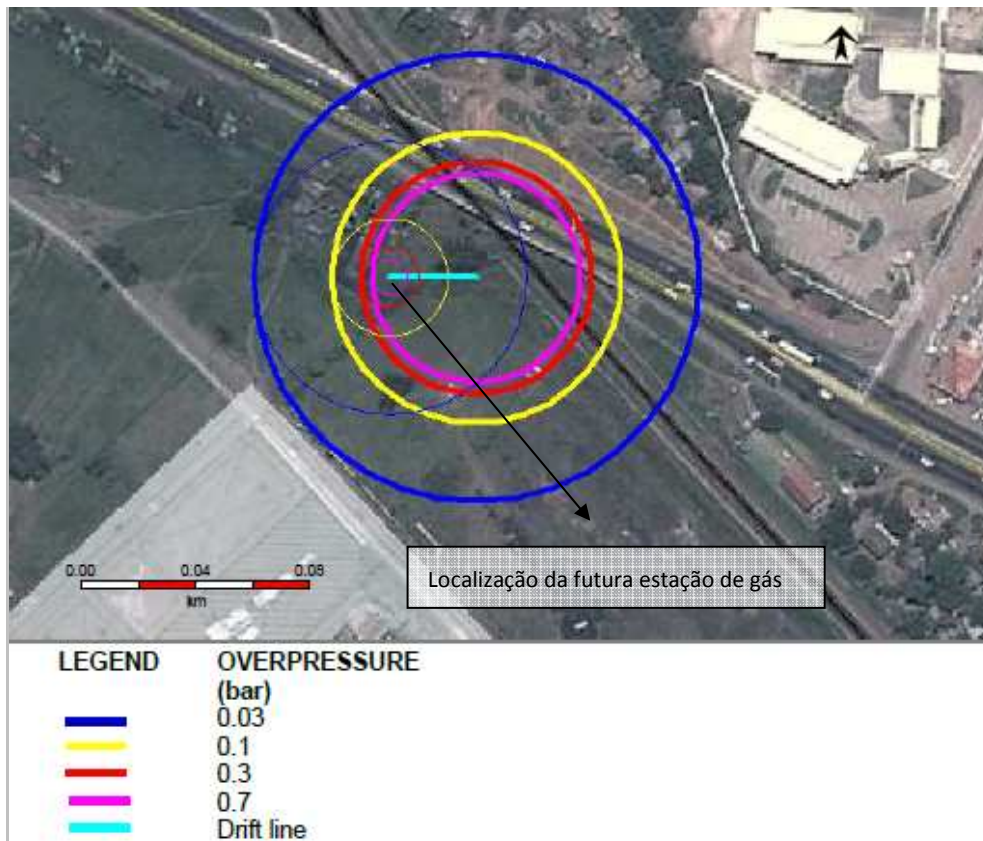 0.00 0.04 0.08
km
Localização da futura estação de gás
LEGEND OVERPRESSURE
(bar)
0.03
0.1
0.3
0.7
Drift line